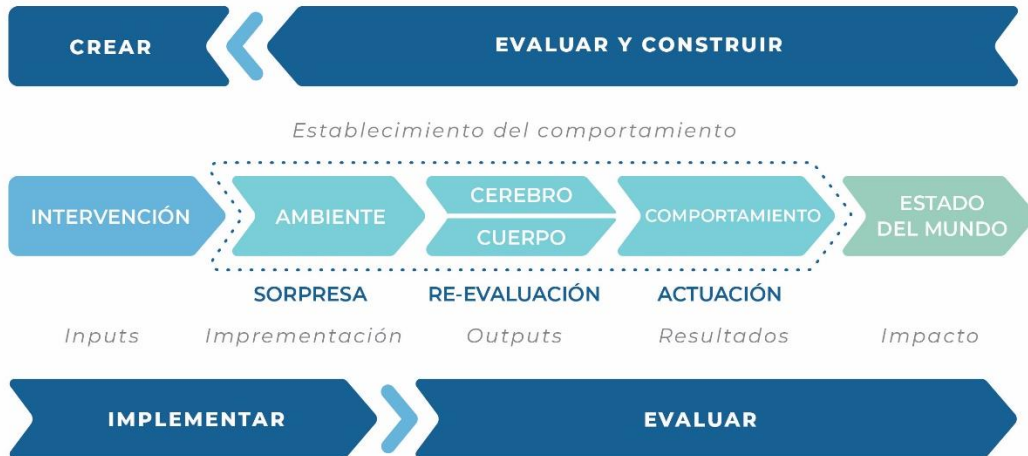 CREAR
EVALUAR Y CONSTRUIR
Establecimiento del comportamiento
INTERVENCIÓN
AMBIENTE
CEREBRO
CUERPO
COMPORTAMIENTO
ESTADO
DEL MUNDO
SORPRESA
RE-EVALUACIÓN
ACTUACIÓN
Inputs
Imprementación
Outputs
Resultados
Impacto
IMPLEMENTAR
EVALUAR